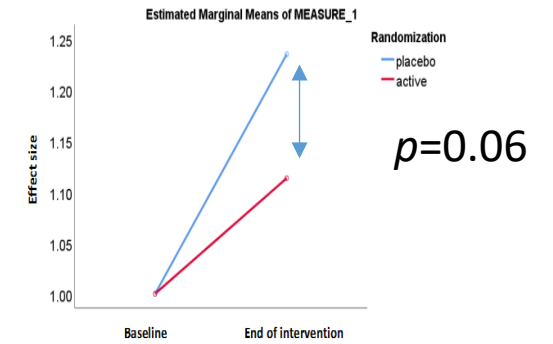 Estimated Marginal Means of MEASURE_1
1.25
1.20
1.15
1.10
1.05
1.00
Effect size
Baseline
End of intervention
Randomization
placebo
active
p=0.06